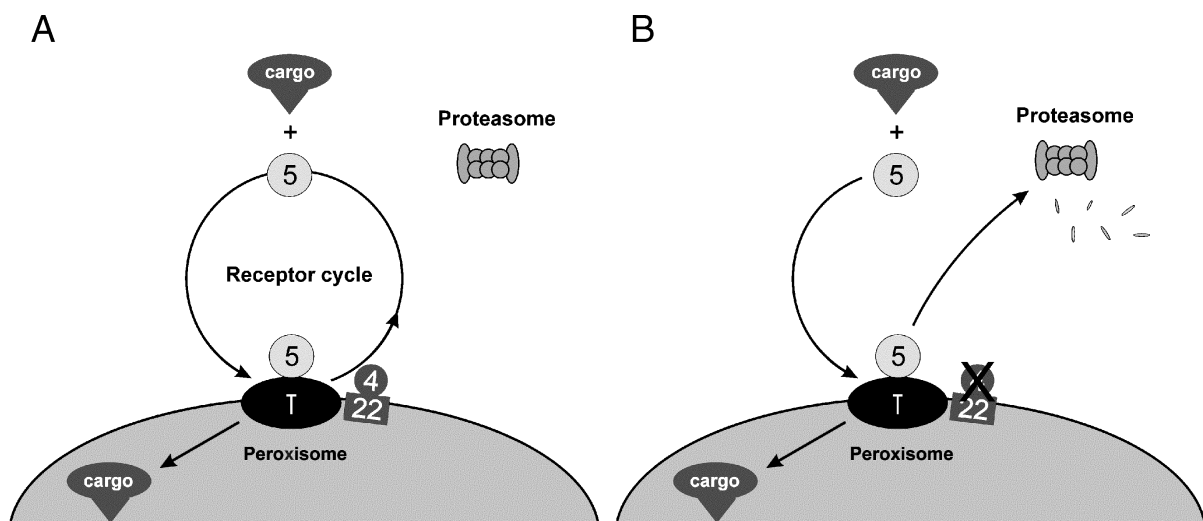 A
cargo
+
5
Proteasome
Receptor cycle
5
4
T
22
Peroxisome
cargo
B
cargo
+
5
Proteasome
5
T
22
Peroxisome
cargo